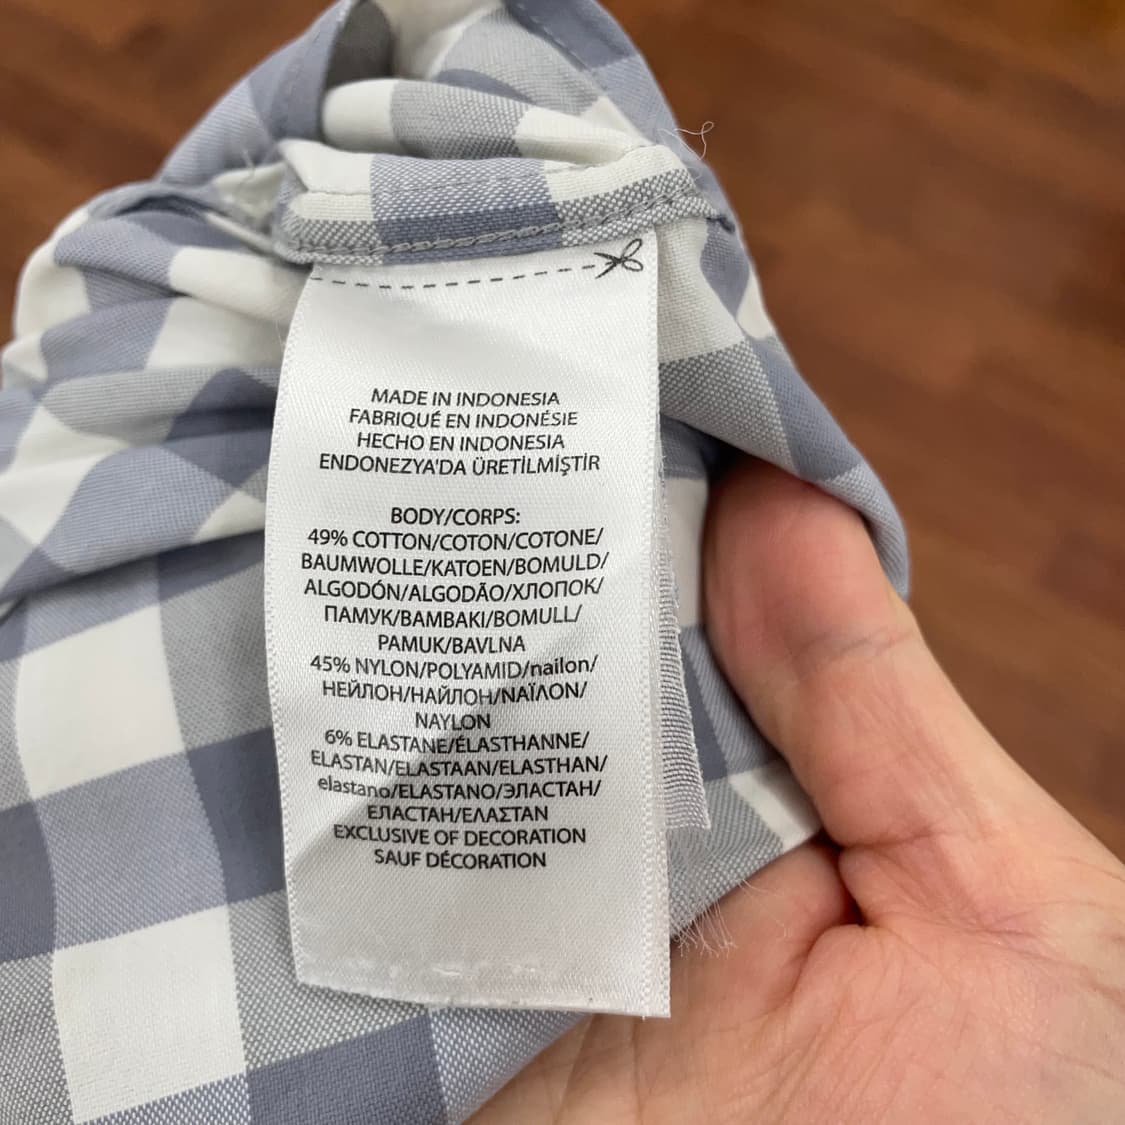 MADE IN INDONESIA
FABRIQUÉ EN INDONÉSIE
HECHO EN INDONESIA
ENDONEZYA'DA ÜRETİLMİŞTİR
BODY/CORPS:
49% COTTON/COTON/COTONE/
BAUMWOLLE/KATOEN/BOMULD/
ALGODÓN/ALGODÃO/ХЛОПОК/
ПАМУК/BAMBAKI/BOMULL/
PAMUK/BAVLNA
45% NYLON/POLYAMID/nailon/
НЕЙЛОН/НАЙЛОН/ΝΑΪΛΟΝ/
NAYLON
6% ELASTANE/ÉLASTHANNE/
ELASTAN/ELASTAAN/ELASTHAN/
elastano/ELASTANO/ЭЛАСТАН/
ЕЛАСТАН/ΕΛΑΣΤΑΝ
EXCLUSIVE OF DECORATION
SAUF DÉCORATION